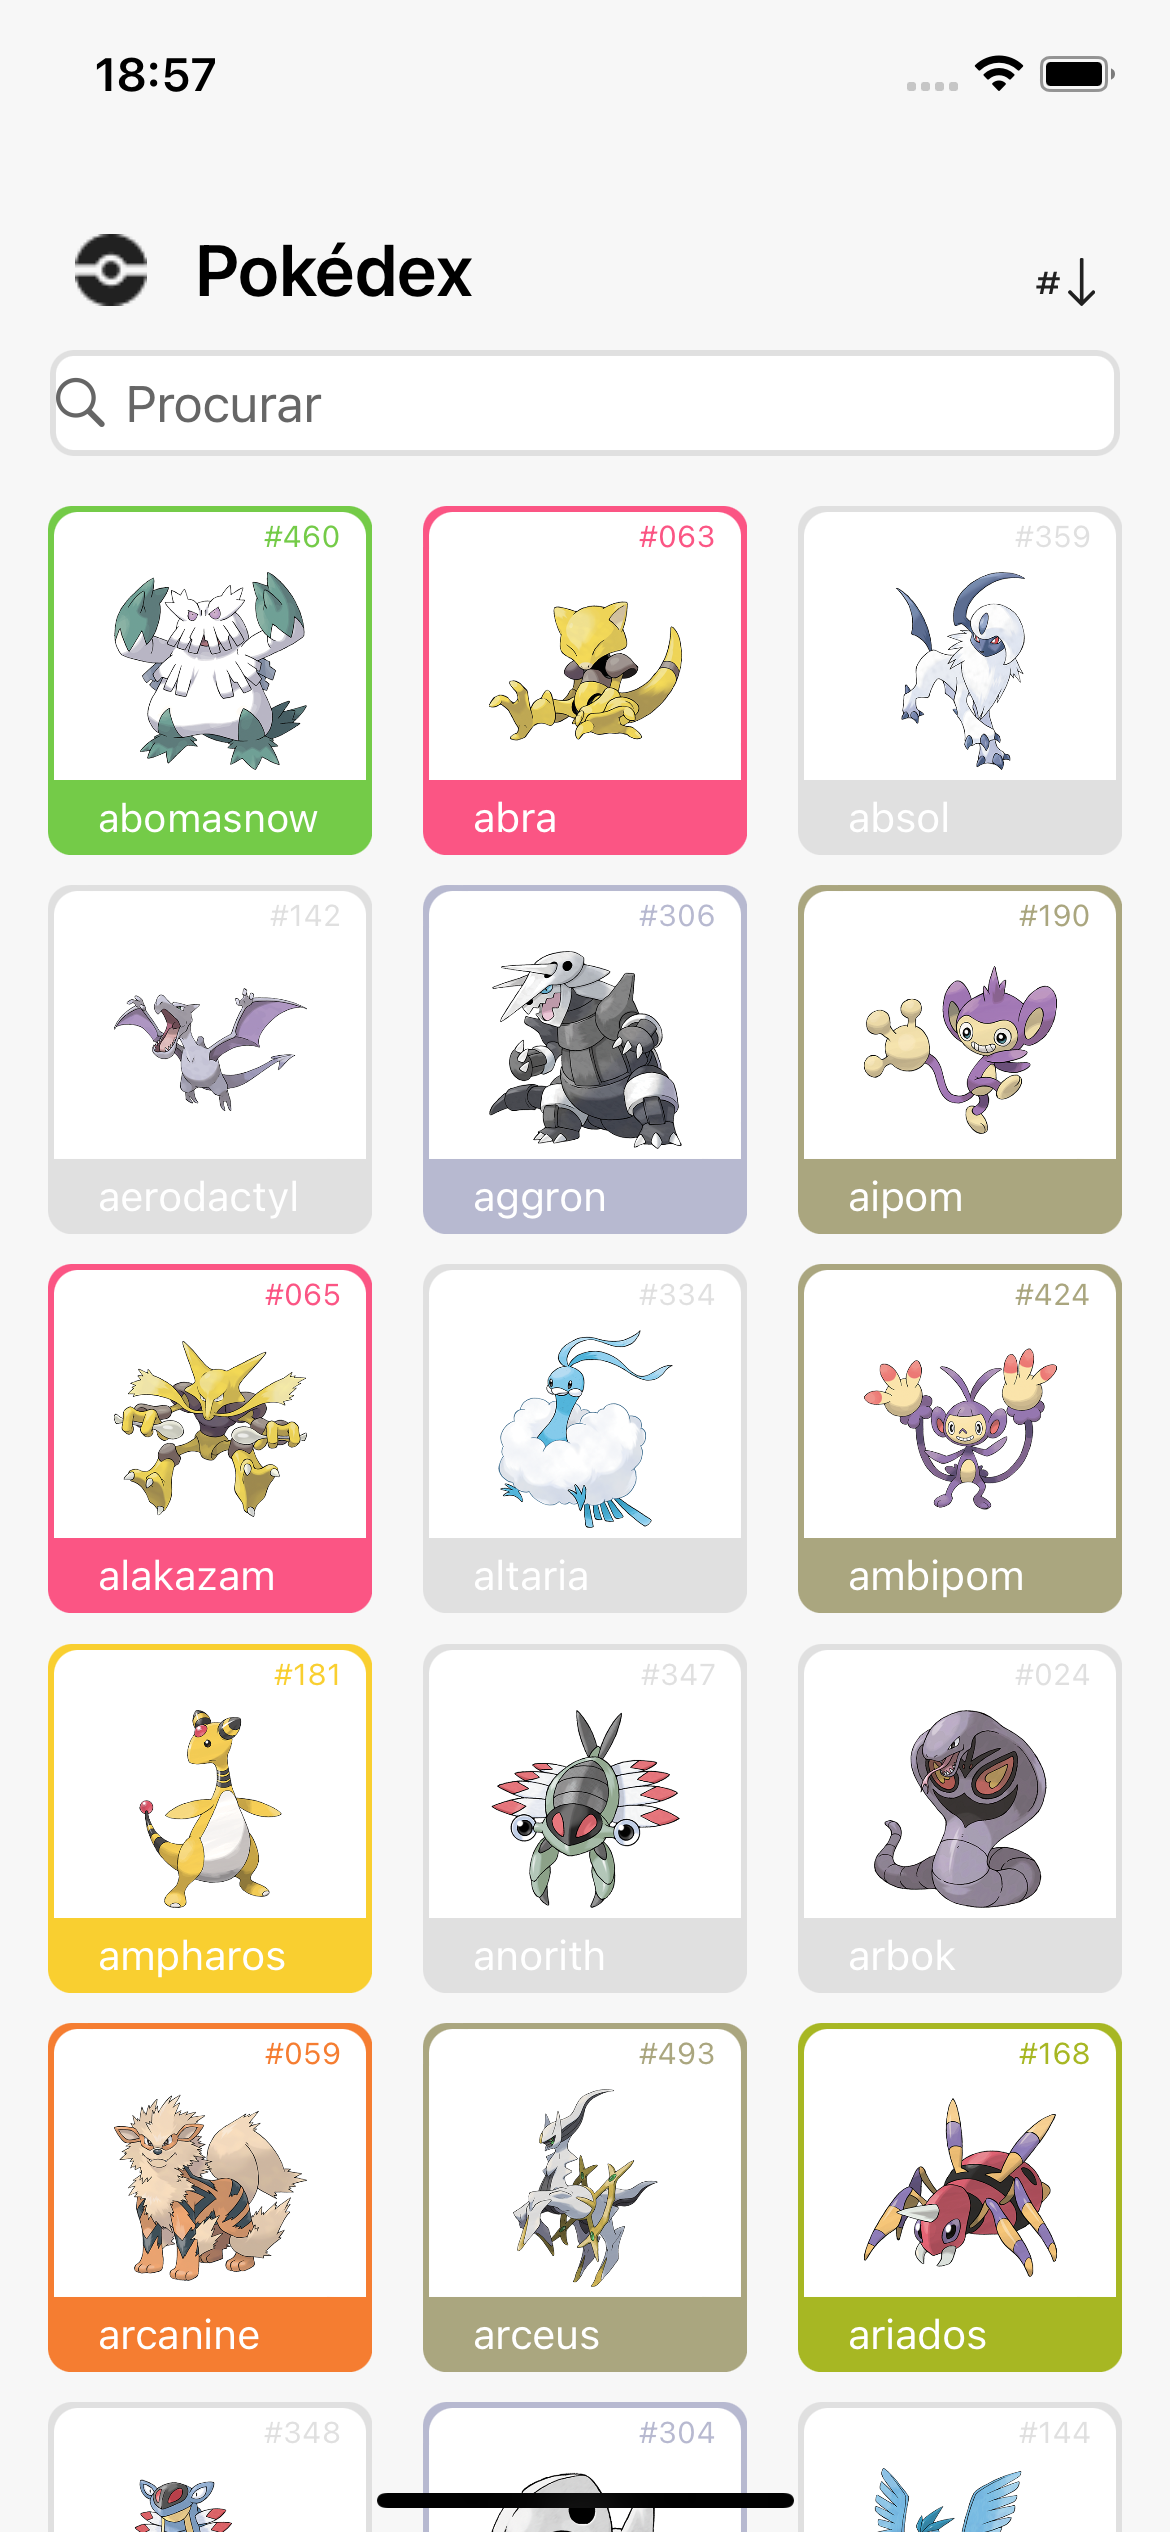 18:57
Pokédex
#
Procurar
#460
abomasnow
#063
abra
#359
absol
#142
aerodactyl
#306
aggron
#190
aipom
#065
alakazam
#334
altaria
#424
ambipom
#181
ampharos
#347
anorith
#024
arbok
#059
arcanine
#493
arceus
#168
ariados
#348
#304
#144